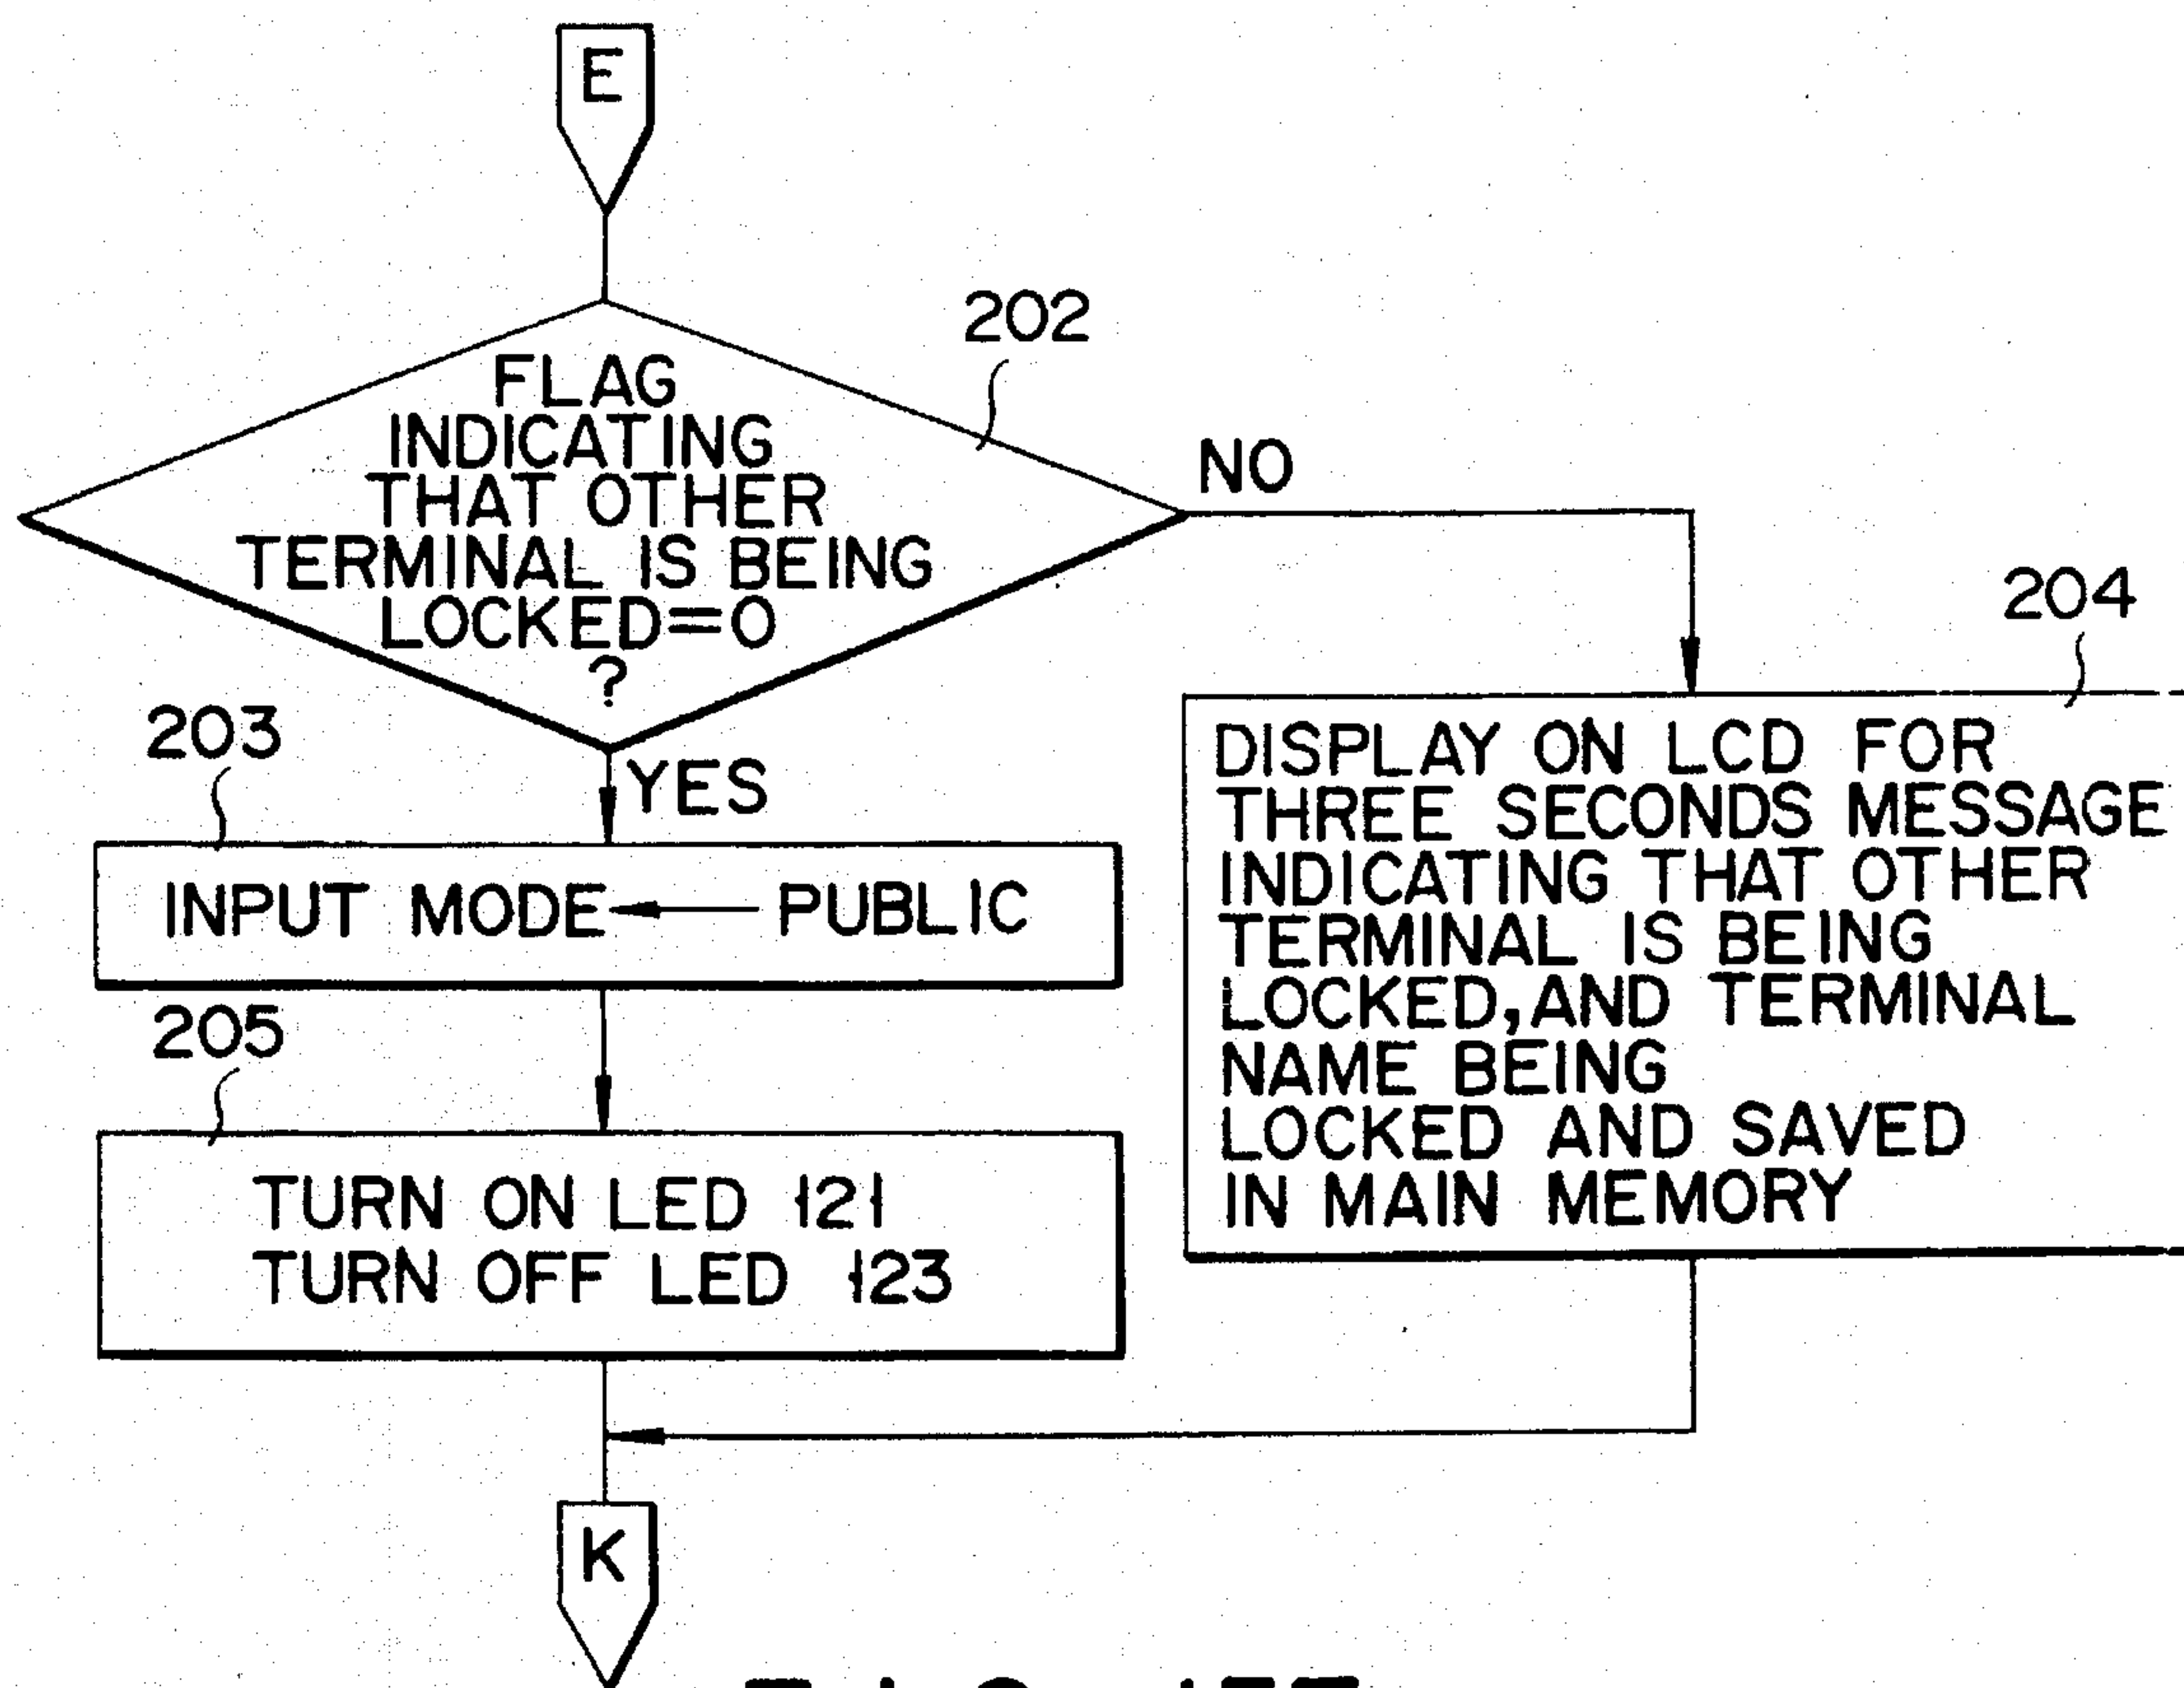 E
202
FLAG
INDICATING
THAT OTHER
TERMINAL IS BEING
LOCKED=0
?
NO
YES
203
INPUT MODE ← PUBLIC
205
TURN ON LED 121
TURN OFF LED 123
204
DISPLAY ON LCD FOR
THREE SECONDS MESSAGE
INDICATING THAT OTHER
TERMINAL IS BEING
LOCKED, AND TERMINAL
NAME BEING
LOCKED AND SAVED
IN MAIN MEMORY
K